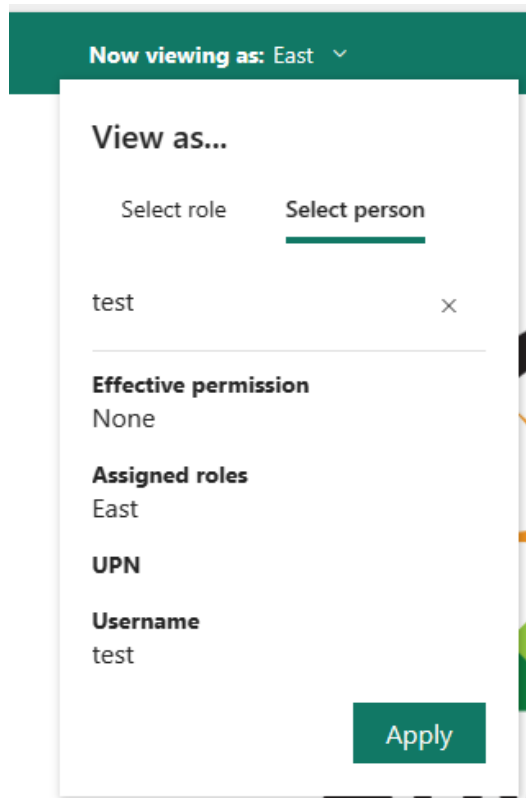 Now viewing as: East
View as...
Select role Select person
test
Effective permission
None
Assigned roles
East
UPN
Username
test
Apply